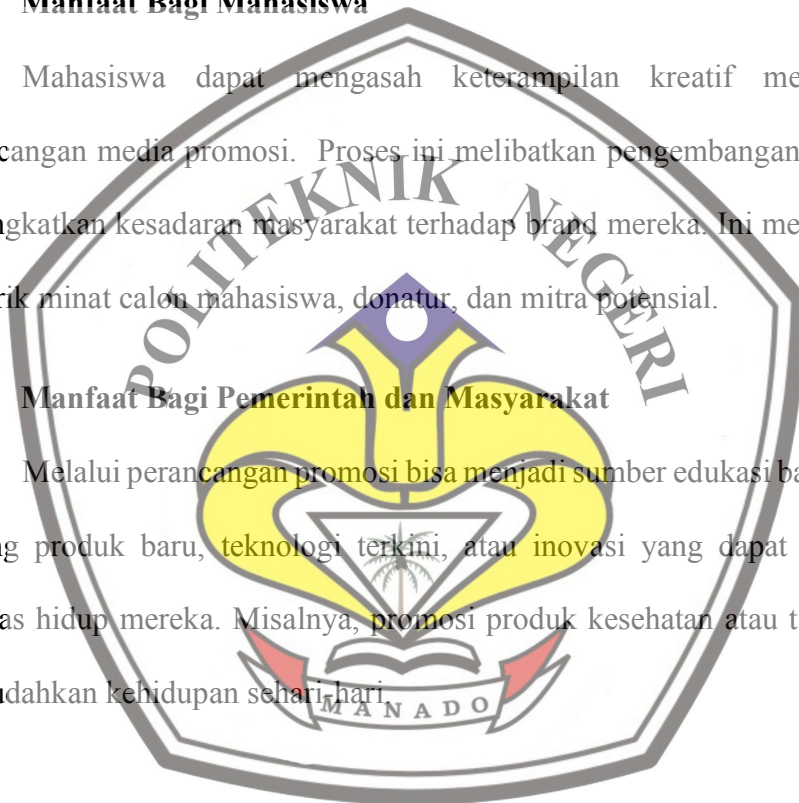 Manfaat Bagi Mahasiswa
Mahasiswa dapat mengasah keterampilan kreatif me
cangan media promosi. Proses ini melibatkan pengembangan
ngkatkan kesadaran masyarakat terhadap brand mereka. Ini me
rik minat calon mahasiswa, donatur, dan mitra potensial.
POLITEKNIK NEGERI
Manfaat Bagi Pemerintah dan Masyarakat
Melalui perancangan promosi bisa menjadi sumber edukasi ba
g produk baru, teknologi terkini, atau inovasi yang dapat
as hidup mereka. Misalnya, promosi produk kesehatan atau t
udahkan kehidupan sehari-hari.
MANADO